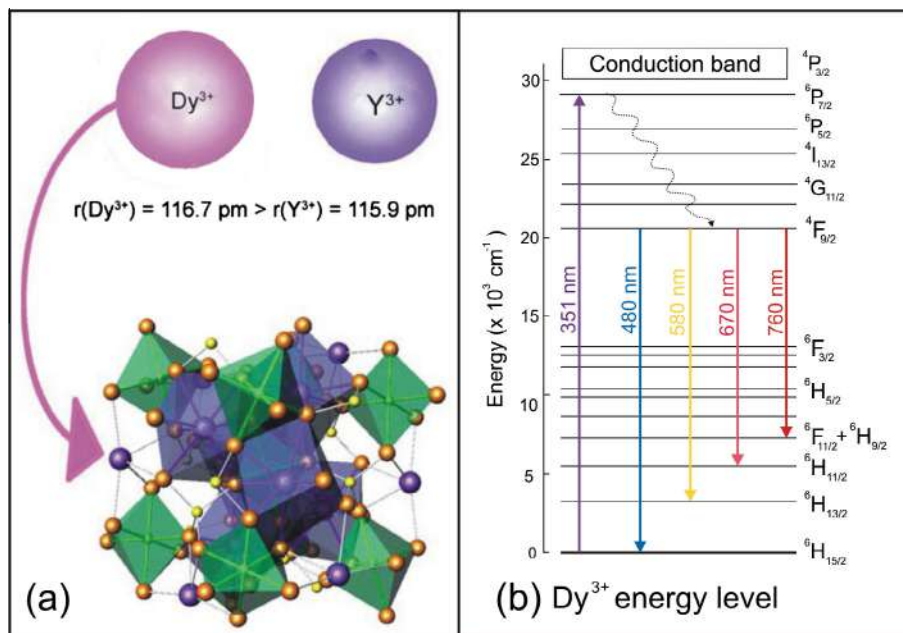 Dy³⁺
Y³⁺
r(Dy³⁺) = 116.7 pm > r(Y³⁺) = 115.9 pm
(a)
Conduction band
⁴P₃/₂
30
⁶P₇/₂
⁶P₅/₂
⁴I₁₃/₂
25
⁴G₁₁/₂
⁴F₉/₂
20
Energy (x 10³ cm⁻¹)
351 nm
480 nm
580 nm
670 nm
760 nm
15
⁶F₃/₂
10
⁶H₅/₂
⁶F₁₁/₂ + ⁶H₉/₂
⁶H₁₁/₂
5
⁶H₁₃/₂
0
⁶H₁₅/₂
(b) Dy³⁺ energy level